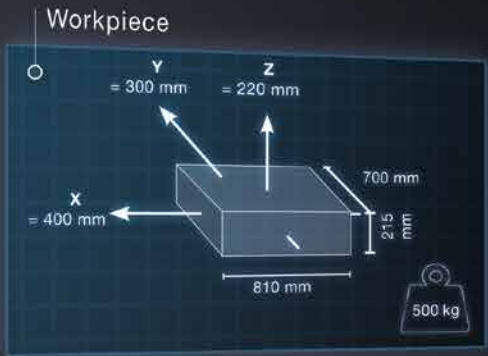 Workpiece
Y
= 300 mm
Z
= 220 mm
X
= 400 mm
700 mm
215
mm
810 mm
500 kg